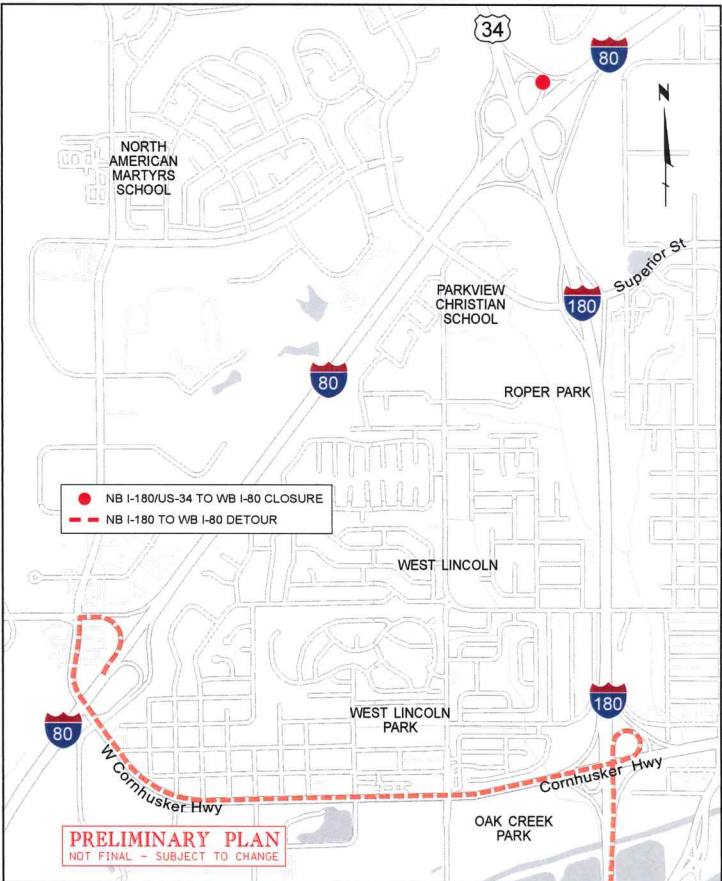 34
80
N
NORTH
AMERICAN
MARTYRS
SCHOOL
Superior St
PARKVIEW
CHRISTIAN
SCHOOL
180
80
ROPER PARK
NB I-180/US-34 TO WB I-80 CLOSURE
NB I-180 TO WB I-80 DETOUR
WEST LINCOLN
180
WEST LINCOLN
PARK
80
W Cornhusker Hwy
Cornhusker Hwy
OAK CREEK
PARK
PRELIMINARY PLAN
NOT FINAL - SUBJECT TO CHANGE